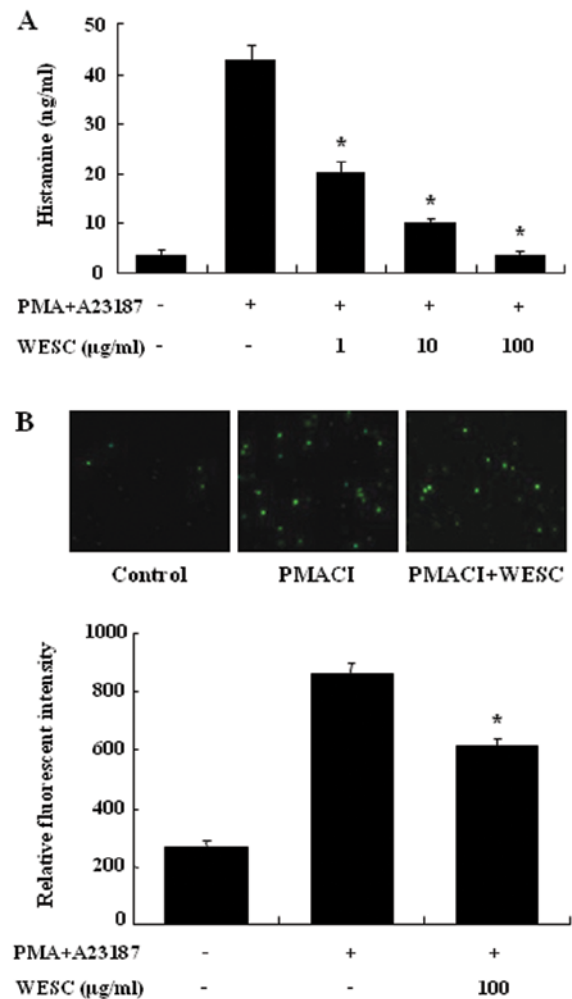 A
Histamine (ng/ml)
50
40
30
20
10
0
*
*
*
PMA+A23187 - + + + +
WESC (µg/ml) - - 1 10 100
B
Control PMACI PMACI+WESC
Relative fluorescent intensity
1000
800
600
400
200
0
*
PMA+A23187 - + +
WESC (µg/ml) - - 100